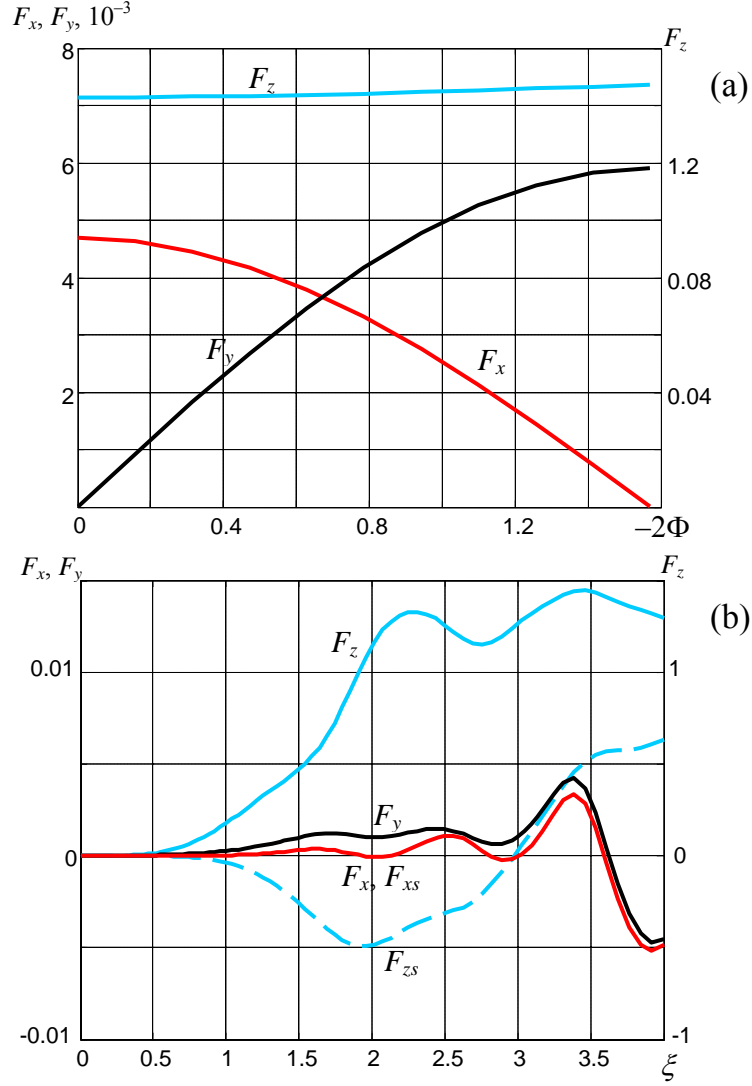 F_x, F_y, 10⁻³
F_z
8
(a)
F_z
6
1.2
4
0.08
F_y
F_x
2
0.04
0
0.4
0.8
1.2
−2Φ
F_x, F_y
F_z
(b)
F_z
0.01
1
F_y
0
0
F_x, F_xs
F_zs
-0.01
-1
0
0.5
1
1.5
2
2.5
3
3.5
ξ